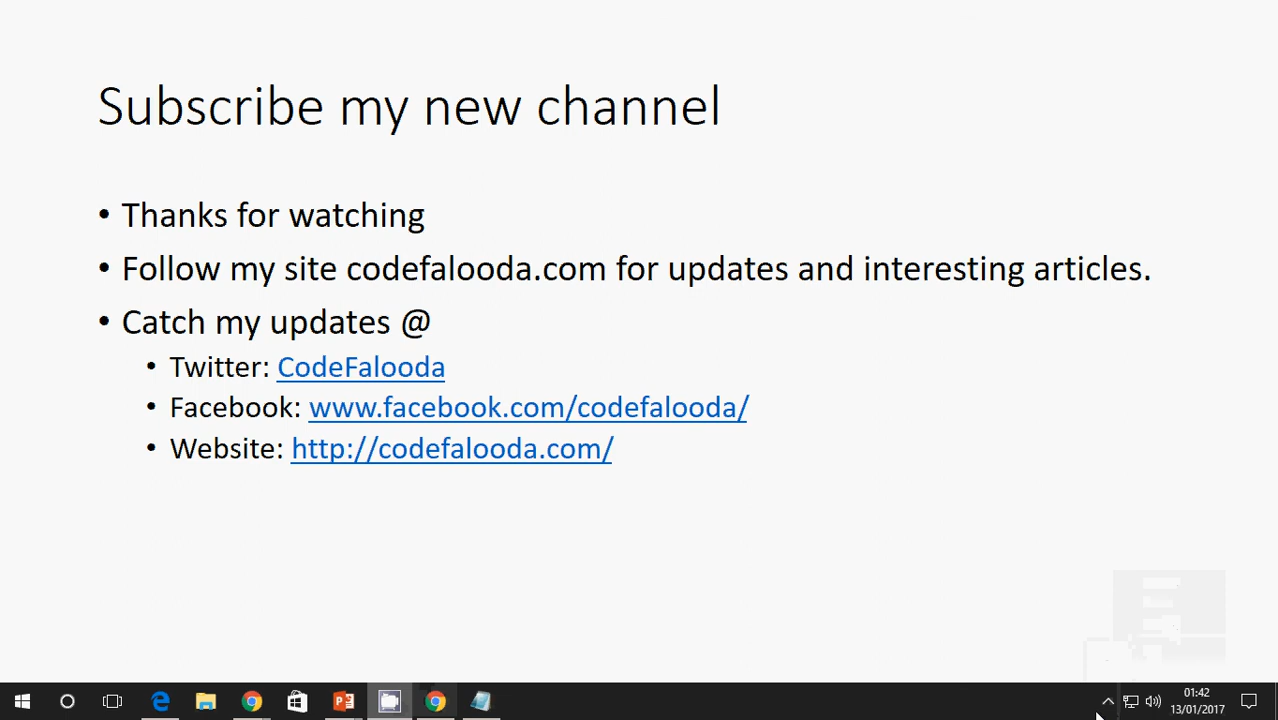 Subscribe my new channel
• Thanks for watching
• Follow my site codefalooda.com for updates and interesting articles.
• Catch my updates @
• Twitter: CodeFalooda
• Facebook: www.facebook.com/codefalooda/
• Website: http://codefalooda.com/
01:42
13/01/2017